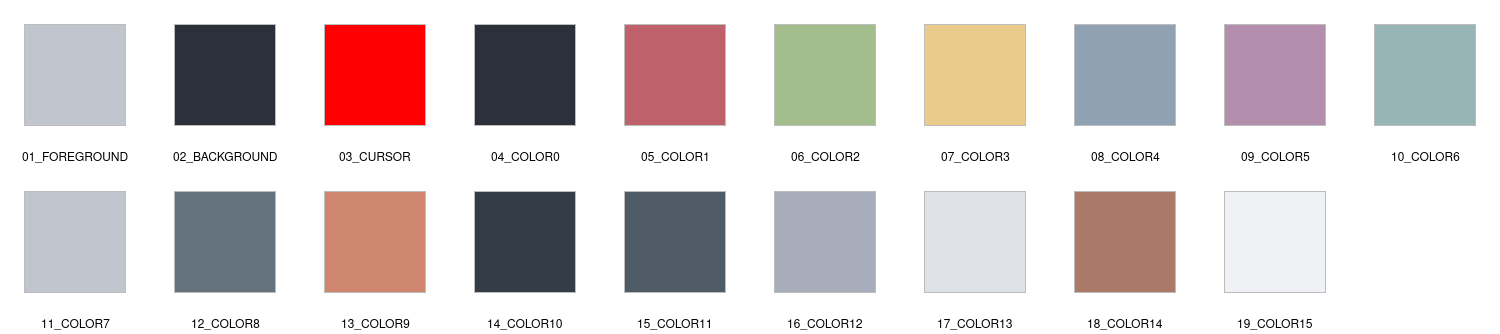 01_FOREGROUND 02_BACKGROUND 03_CURSOR 04_COLOR0 05_COLOR1 06_COLOR2 07_COLOR3 08_COLOR4 09_COLOR5 10_COLOR6
11_COLOR7 12_COLOR8 13_COLOR9 14_COLOR10 15_COLOR11 16_COLOR12 17_COLOR13 18_COLOR14 19_COLOR15